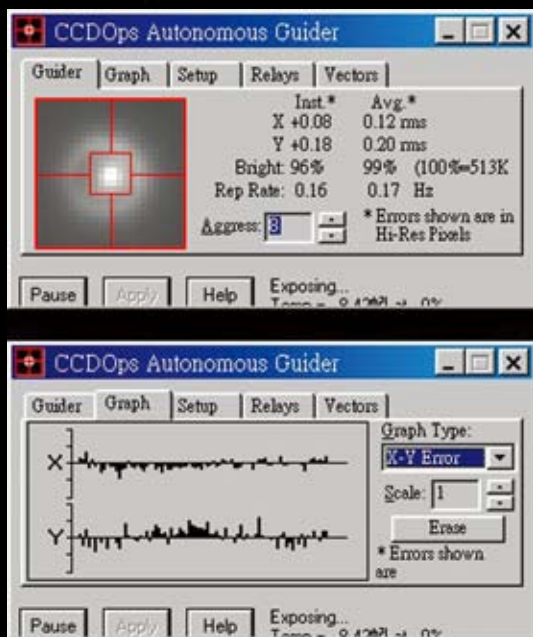 CCDOps Autonomous Guider
Guider Graph Setup Relays Vectors
Inst.* Avg.*
X +0.08 0.12 rms
Y +0.18 0.20 rms
Bright: 96% 99% (100%=513K
Rep Rate: 0.16 0.17 Hz
Aggress: 8
* Errors shown are in
Hi-Res Pixels
Pause Apply Help
Exposing...
CCDOps Autonomous Guider
Guider Graph Setup Relays Vectors
X
Y
Graph Type:
X-Y Error
Scale: 1
Erase
* Errors shown
are
Pause Apply Help
Exposing...